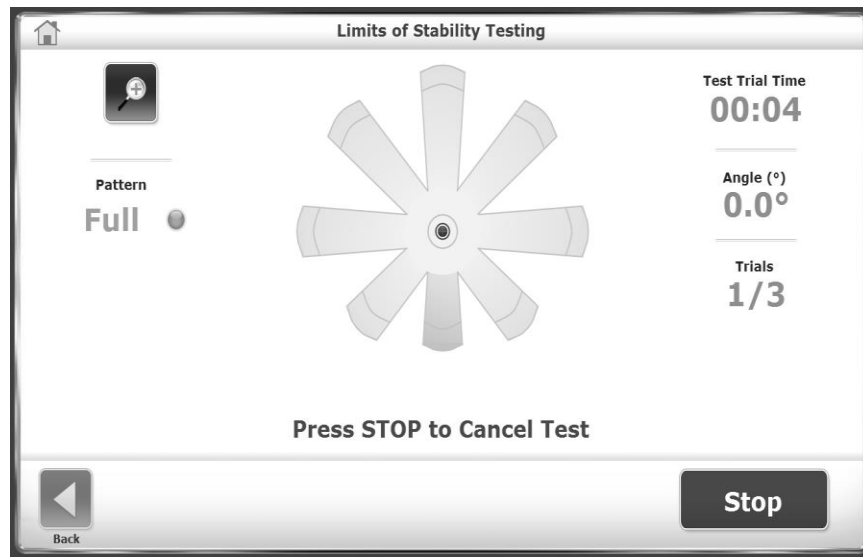 Limits of Stability Testing
Pattern
Full
Test Trial Time
00:04
Angle (°)
0.0°
Trials
1/3
Press STOP to Cancel Test
Back
Stop